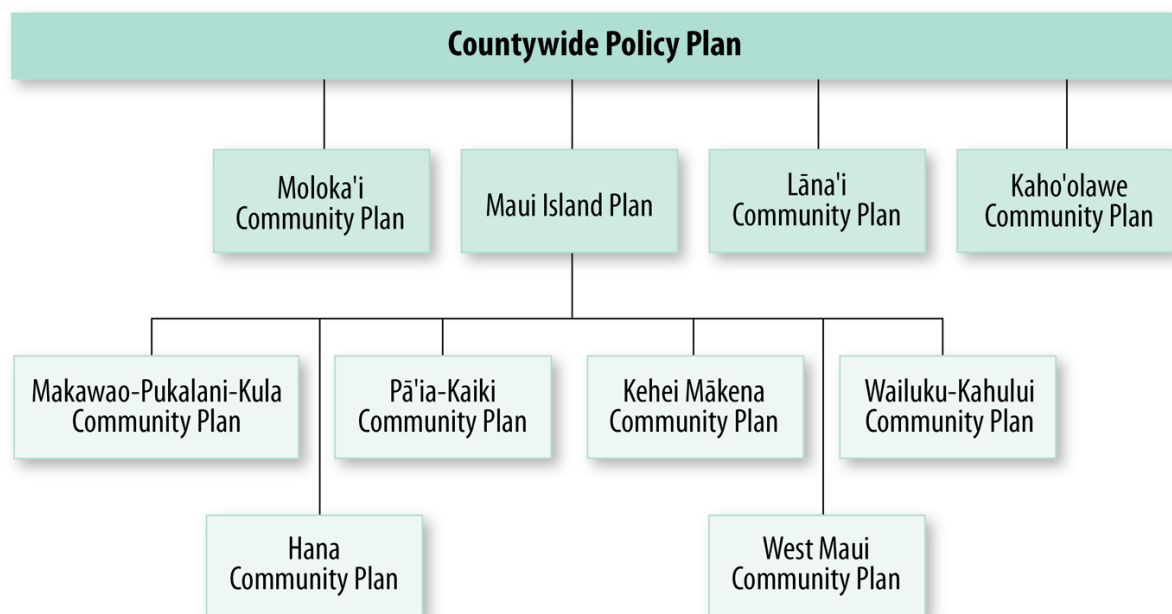 Countywide Policy Plan
Moloka'i
Community Plan
Maui Island Plan
Lāna'i
Community Plan
Kaho'olawe
Community Plan
Makawao-Pukalani-Kula
Community Plan
Pā'ia-Kaiki
Community Plan
Kehei Mākena
Community Plan
Wailuku-Kahului
Community Plan
Hana
Community Plan
West Maui
Community Plan